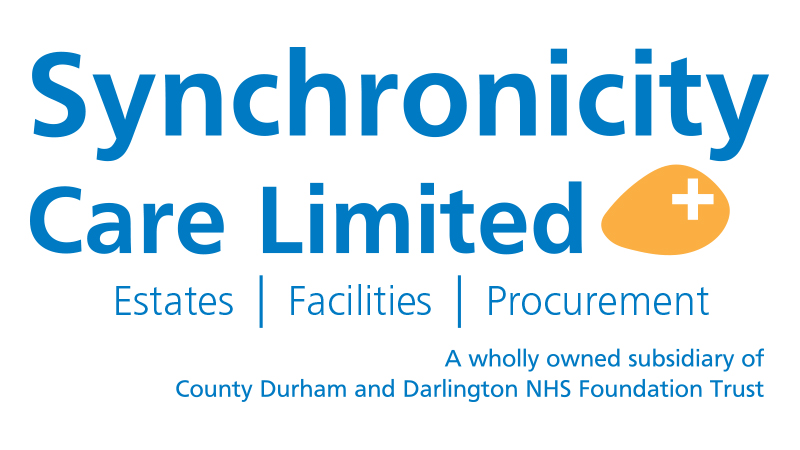 Synchronicity
Care Limited
Estates | Facilities | Procurement
A wholly owned subsidiary of
County Durham and Darlington NHS Foundation Trust